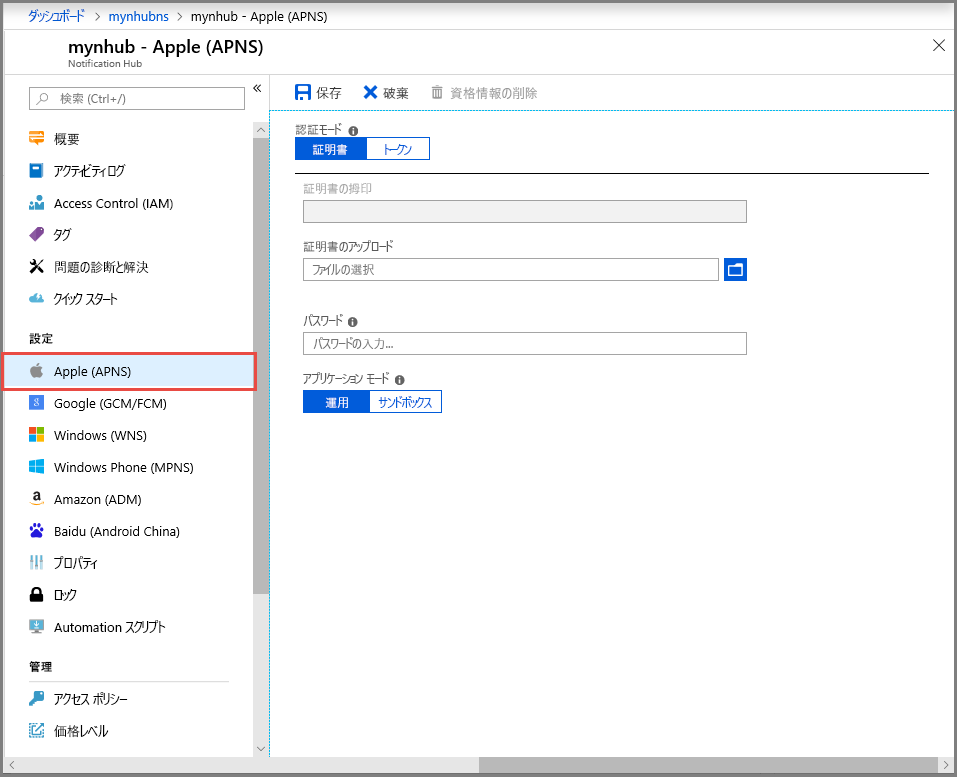 ダッシュボード > mynhubns > mynhub - Apple (APNS)
mynhub - Apple (APNS)
Notification Hub
検索 (Ctrl+/)
«
概要
アクティビティ ログ
Access Control (IAM)
タグ
問題の診断と解決
クイック スタート
設定
Apple (APNS)
Google (GCM/FCM)
Windows (WNS)
Windows Phone (MPNS)
Amazon (ADM)
Baidu (Android China)
プロパティ
ロック
Automation スクリプト
管理
アクセス ポリシー
価格レベル
保存 破棄 資格情報の削除
認証モード
証明書 トークン
証明書の拇印
証明書のアップロード
ファイルの選択
パスワード
パスワードの入力...
アプリケーション モード
運用 サンドボックス